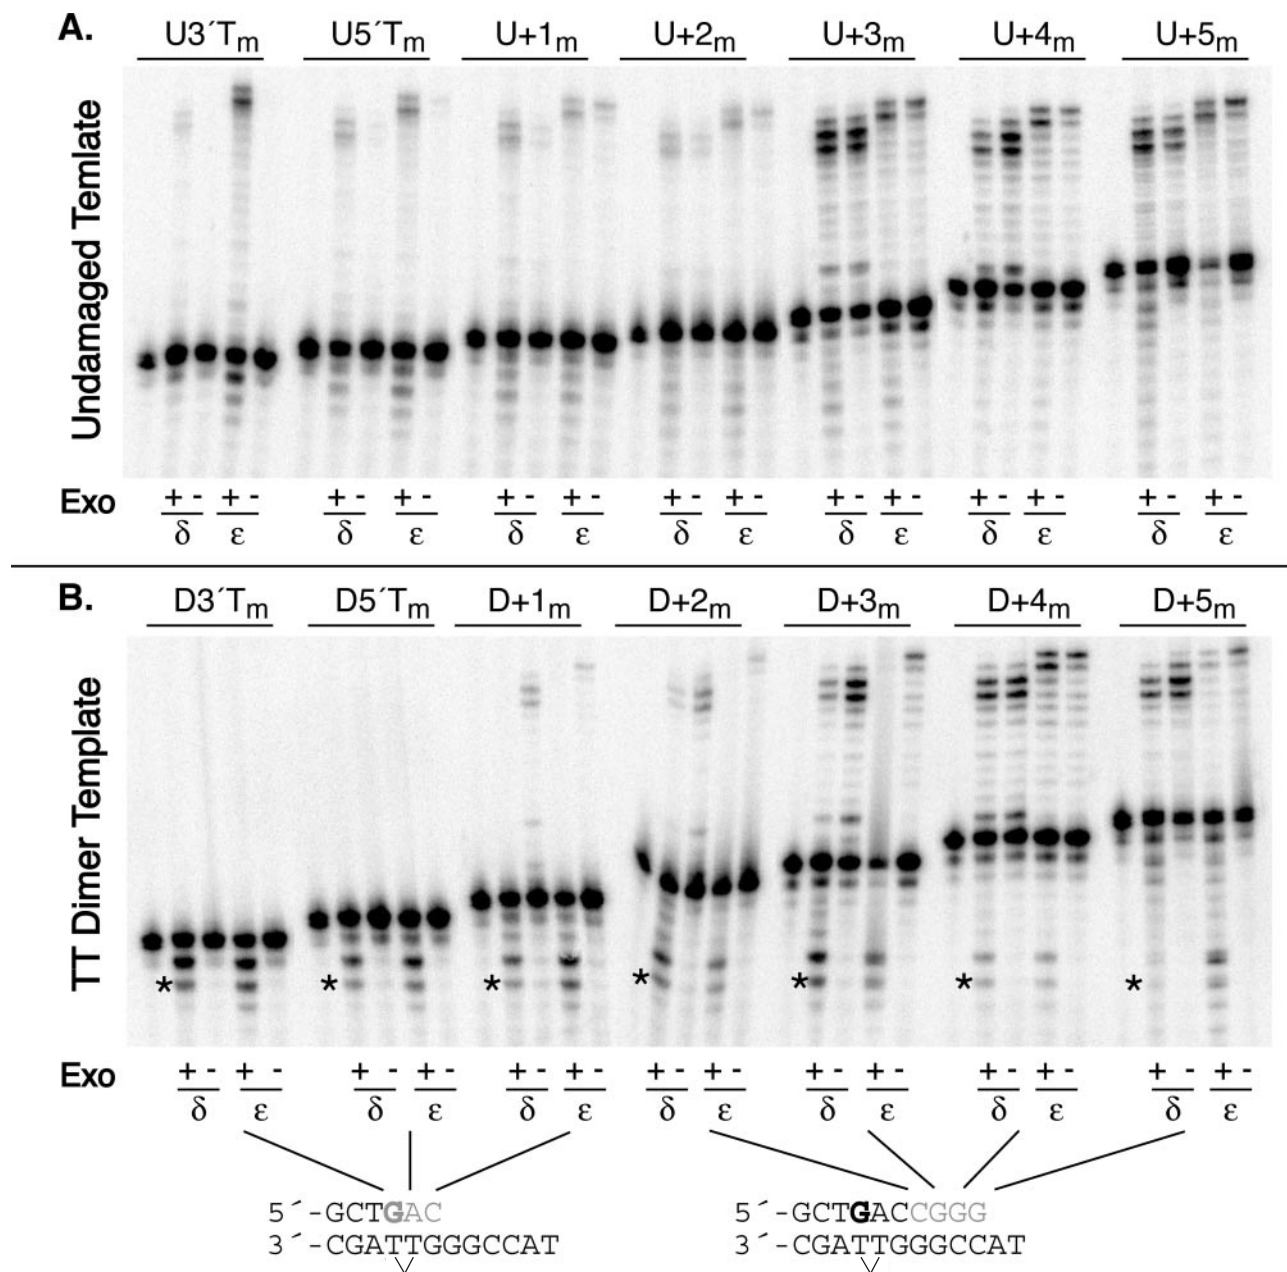 A.
U3´Tm U5´Tm U+1m U+2m U+3m U+4m U+5m
Undamaged Temlate
Exo + - + - + - + - + - + - + - + - + - + - + - + - + - + -
δ ε δ ε δ ε δ ε δ ε δ ε δ ε
B.
D3´Tm D5´Tm D+1m D+2m D+3m D+4m D+5m
TT Dimer Template
* * * * * * *
Exo + - + - + - + - + - + - + - + - + - + - + - + - + - + -
δ ε δ ε δ ε δ ε δ ε δ ε δ ε
5´-GCTGAC 5´-GCTGACCCGGG
3´-CGATTGGGCCAT 3´-CGATTGGGCCAT